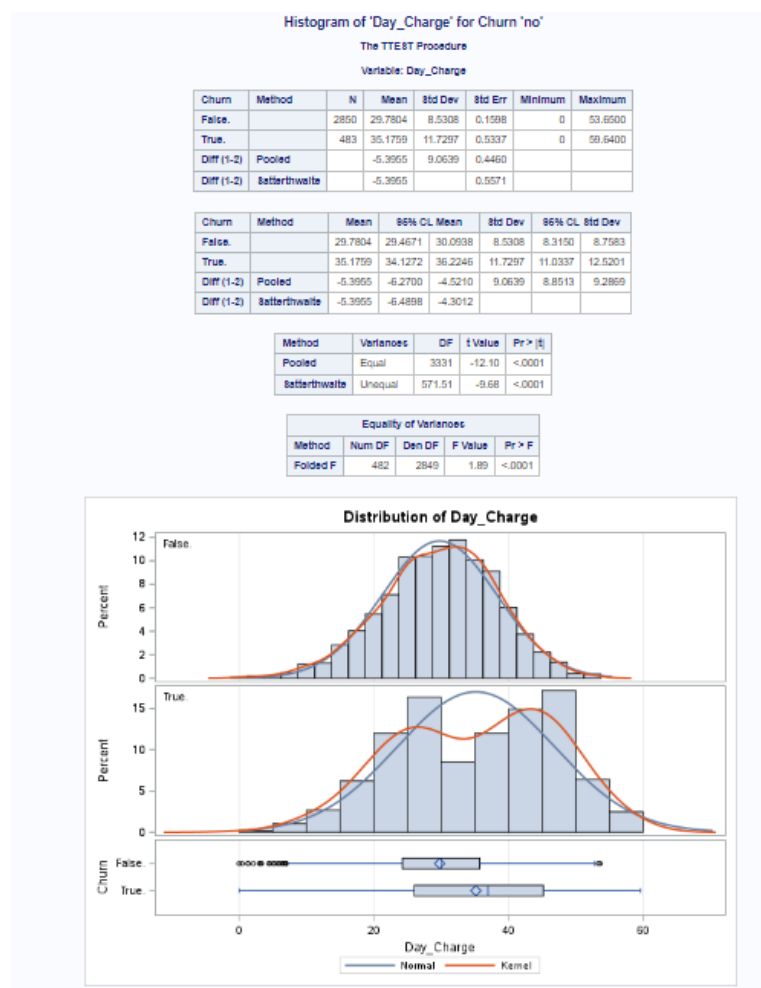 Histogram of 'Day_Charge' for Churn 'no'
The TTEST Procedure
Variable: Day_Charge
Churn Method N Mean Std Dev Std Err Minimum Maximum
False. 2850 29.7804 8.5308 0.1598 0 53.6500
True. 483 35.1759 11.7297 0.5337 0 59.6400
Diff (1-2) Pooled -5.3955 9.0639 0.4460
Diff (1-2) Satterthwaite -5.3955 0.5571
Churn Method Mean 95% CL Mean Std Dev 95% CL Std Dev
False. 29.7804 29.4671 30.0938 8.5308 8.3150 8.7583
True. 35.1759 34.1272 36.2246 11.7297 11.0337 12.5201
Diff (1-2) Pooled -5.3955 -6.2700 -4.5210 9.0639 8.8513 9.2869
Diff (1-2) Satterthwaite -5.3955 -6.4898 -4.3012
Method Variances DF t Value Pr > |t|
Pooled Equal 3331 -12.10 <.0001
Satterthwaite Unequal 571.51 -9.68 <.0001
Equality of Variances
Method Num DF Den DF F Value Pr > F
Folded F 482 2849 1.89 <.0001
Distribution of Day_Charge
False.
12
10
8
6
4
2
0
Percent
True.
15
10
5
0
Percent
Churn
False.
True.
0 20 40 60
Day_Charge
Normal Kernel